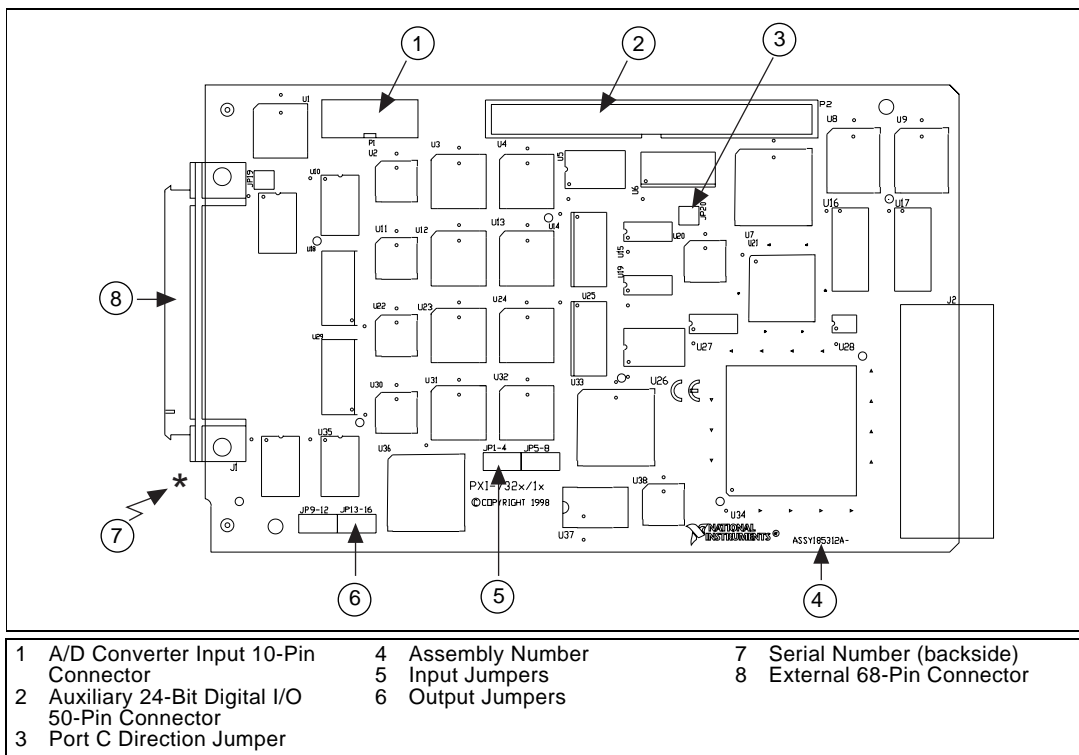 1
2
3
P2
U1
U8
U9
P1
U2
U3
U4
U5
U6
JP19
U10
JP20
U16
U17
U11
U12
U13
U14
U15
U20
U7
U21
U18
U19
8
U22
U23
U24
U25
J2
U29
U27
U28
U30
U31
U32
U33
U26
CE
U35
U36
JP1-4
JP5-8
J1
*
PXI-732x/1x
©COPYRIGHT 1998
U38
JP9-12
JP13-16
U37
U34
NATIONAL
INSTRUMENTS®
ASSY185312A-
7
6
5
4
1 A/D Converter Input 10-Pin
Connector
2 Auxiliary 24-Bit Digital I/O
50-Pin Connector
3 Port C Direction Jumper
4 Assembly Number
5 Input Jumpers
6 Output Jumpers
7 Serial Number (backside)
8 External 68-Pin Connector